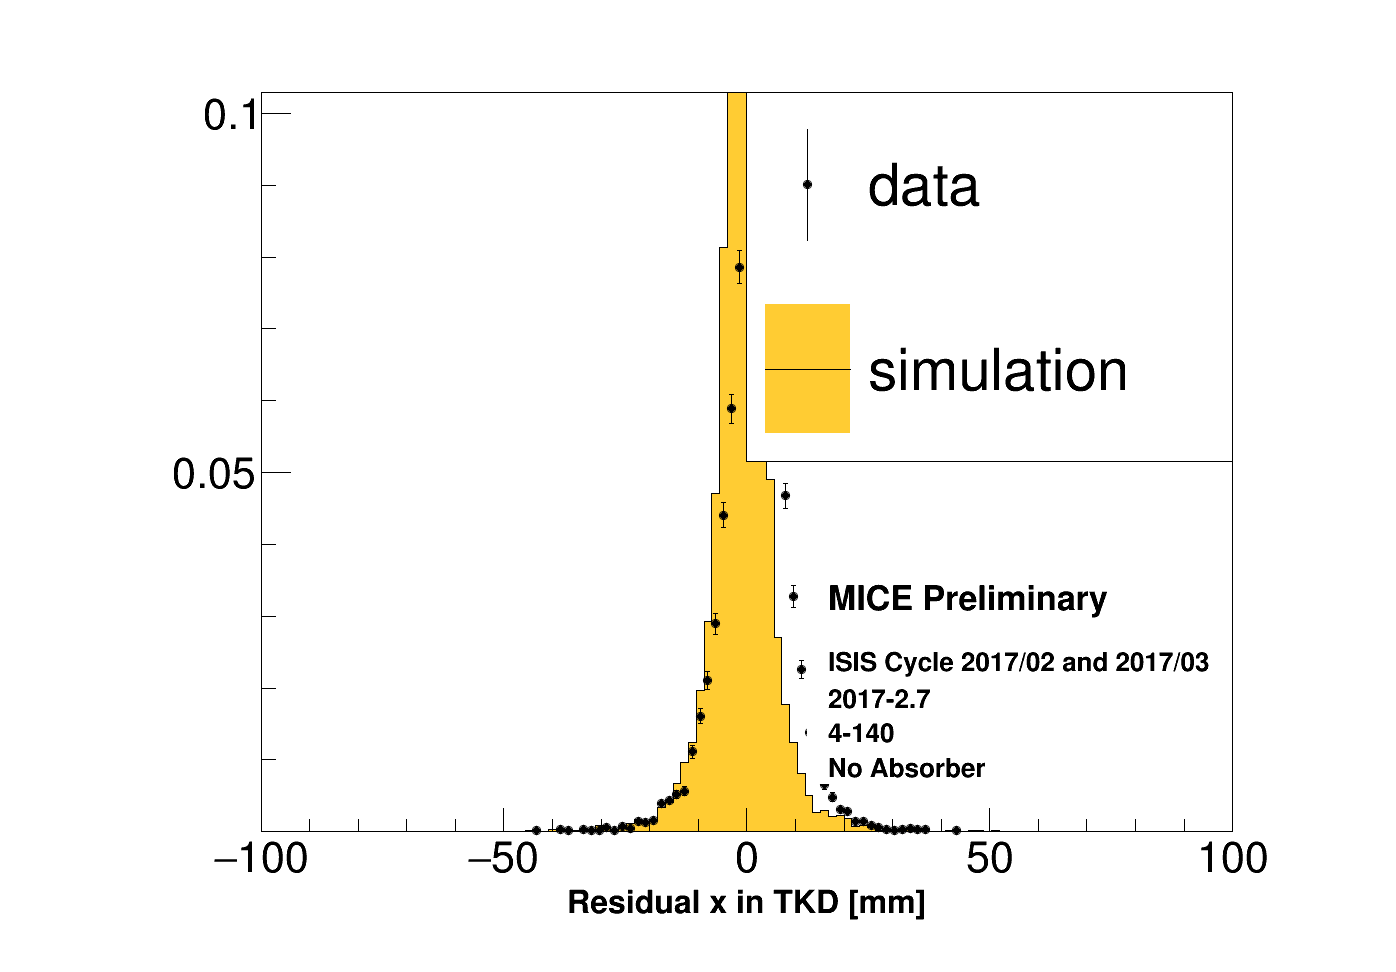 0.1
data
simulation
0.05
MICE Preliminary
ISIS Cycle 2017/02 and 2017/03
2017-2.7
4-140
No Absorber
−100 −50 0 50 100
Residual x in TKD [mm]